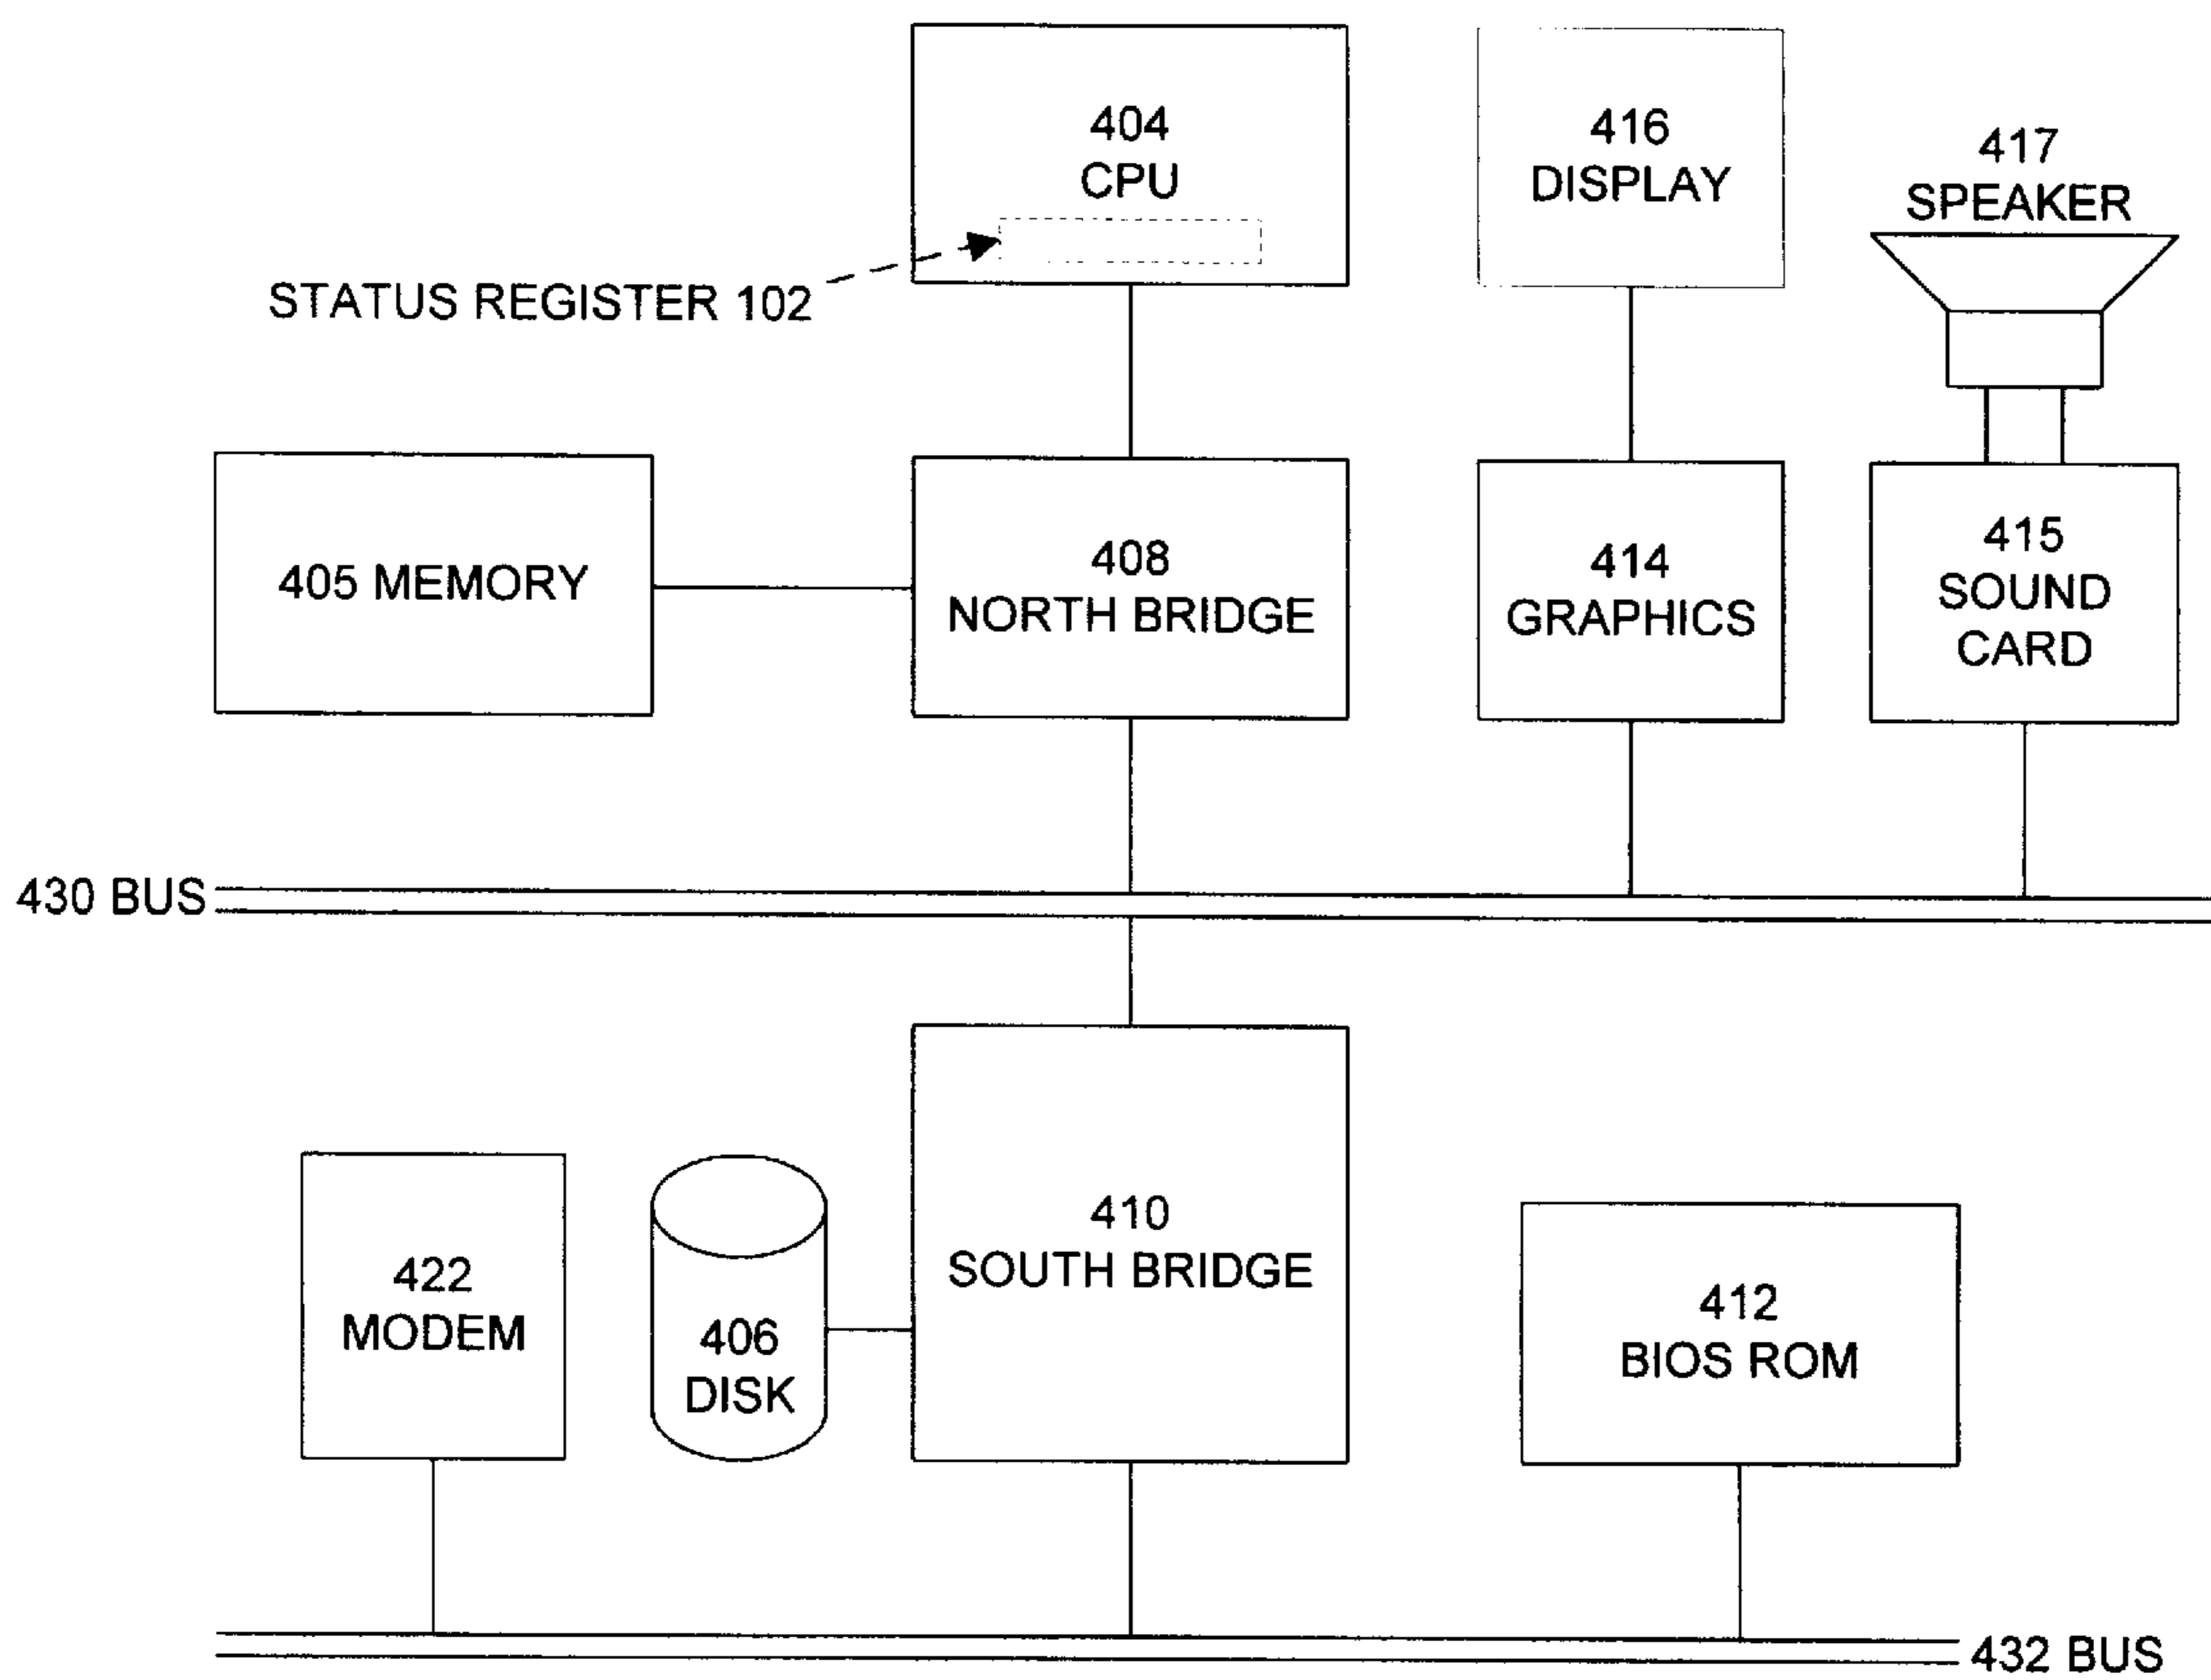 404
CPU
416
DISPLAY
417
SPEAKER
STATUS REGISTER 102
405 MEMORY
408
NORTH BRIDGE
414
GRAPHICS
415
SOUND
CARD
430 BUS
422
MODEM
406
DISK
410
SOUTH BRIDGE
412
BIOS ROM
432 BUS